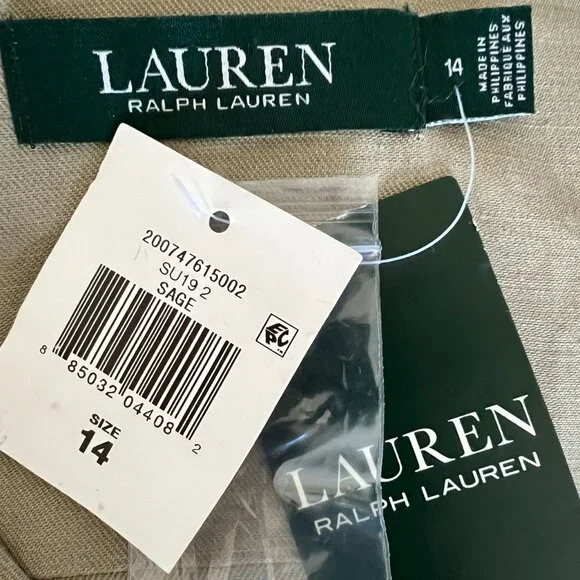 LAUREN
RALPH LAUREN
14
MADE IN
PHILIPPINES
FABRIQUE AUX
PHILIPPINES
200747615002
SU19 2
SAGE
EPC
8 85032 04408 2
SIZE
14
LAUREN
RALPH LAUREN